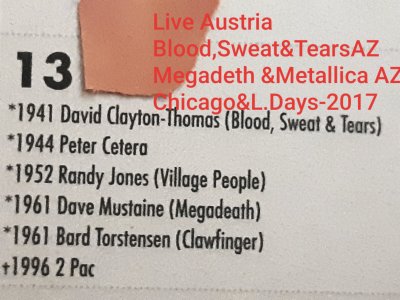 Live Austria
Blood,Sweat&TearsAZ
Megadeth &Metallica AZ
Chicago&L.Days-2017
13
*1941 David Clayton-Thomas (Blood, Sweat & Tears)
*1944 Peter Cetera
*1952 Randy Jones (Village People)
*1961 Dave Mustaine (Megadeath)
*1961 Bard Torstensen (Clawfinger)
†1996 2 Pac